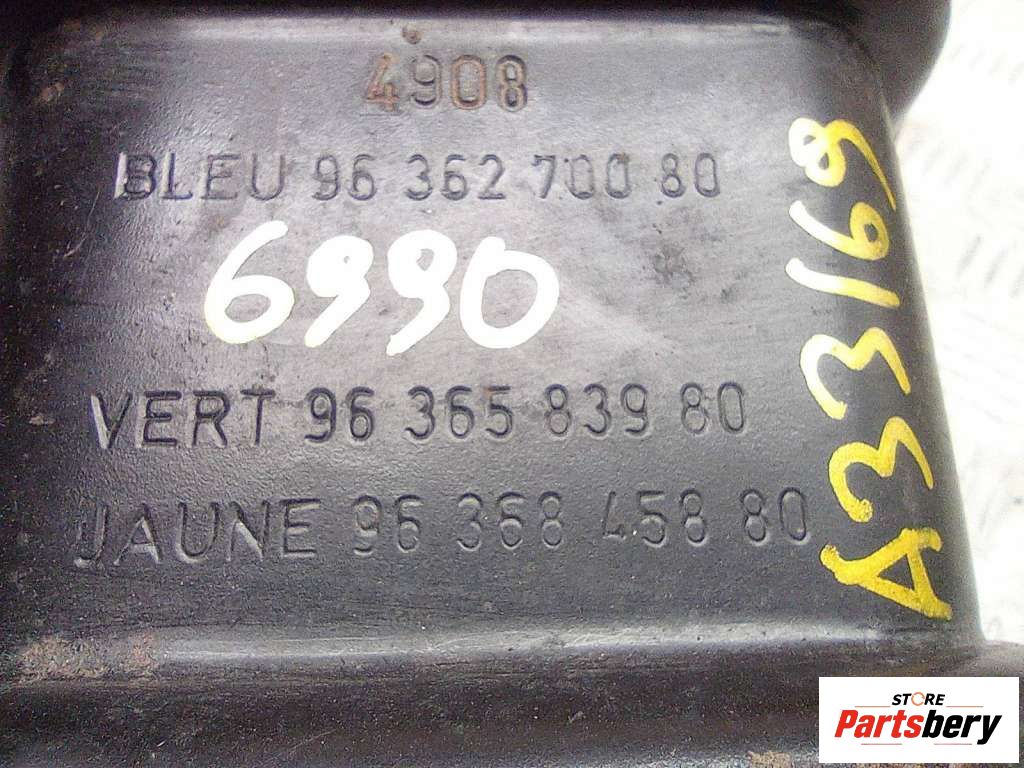 4908
BLEU 96 362 700 80
6990
VERT 96 365 839 80
JAUNE 96 368 458 80
A33169
STORE
Partsbery